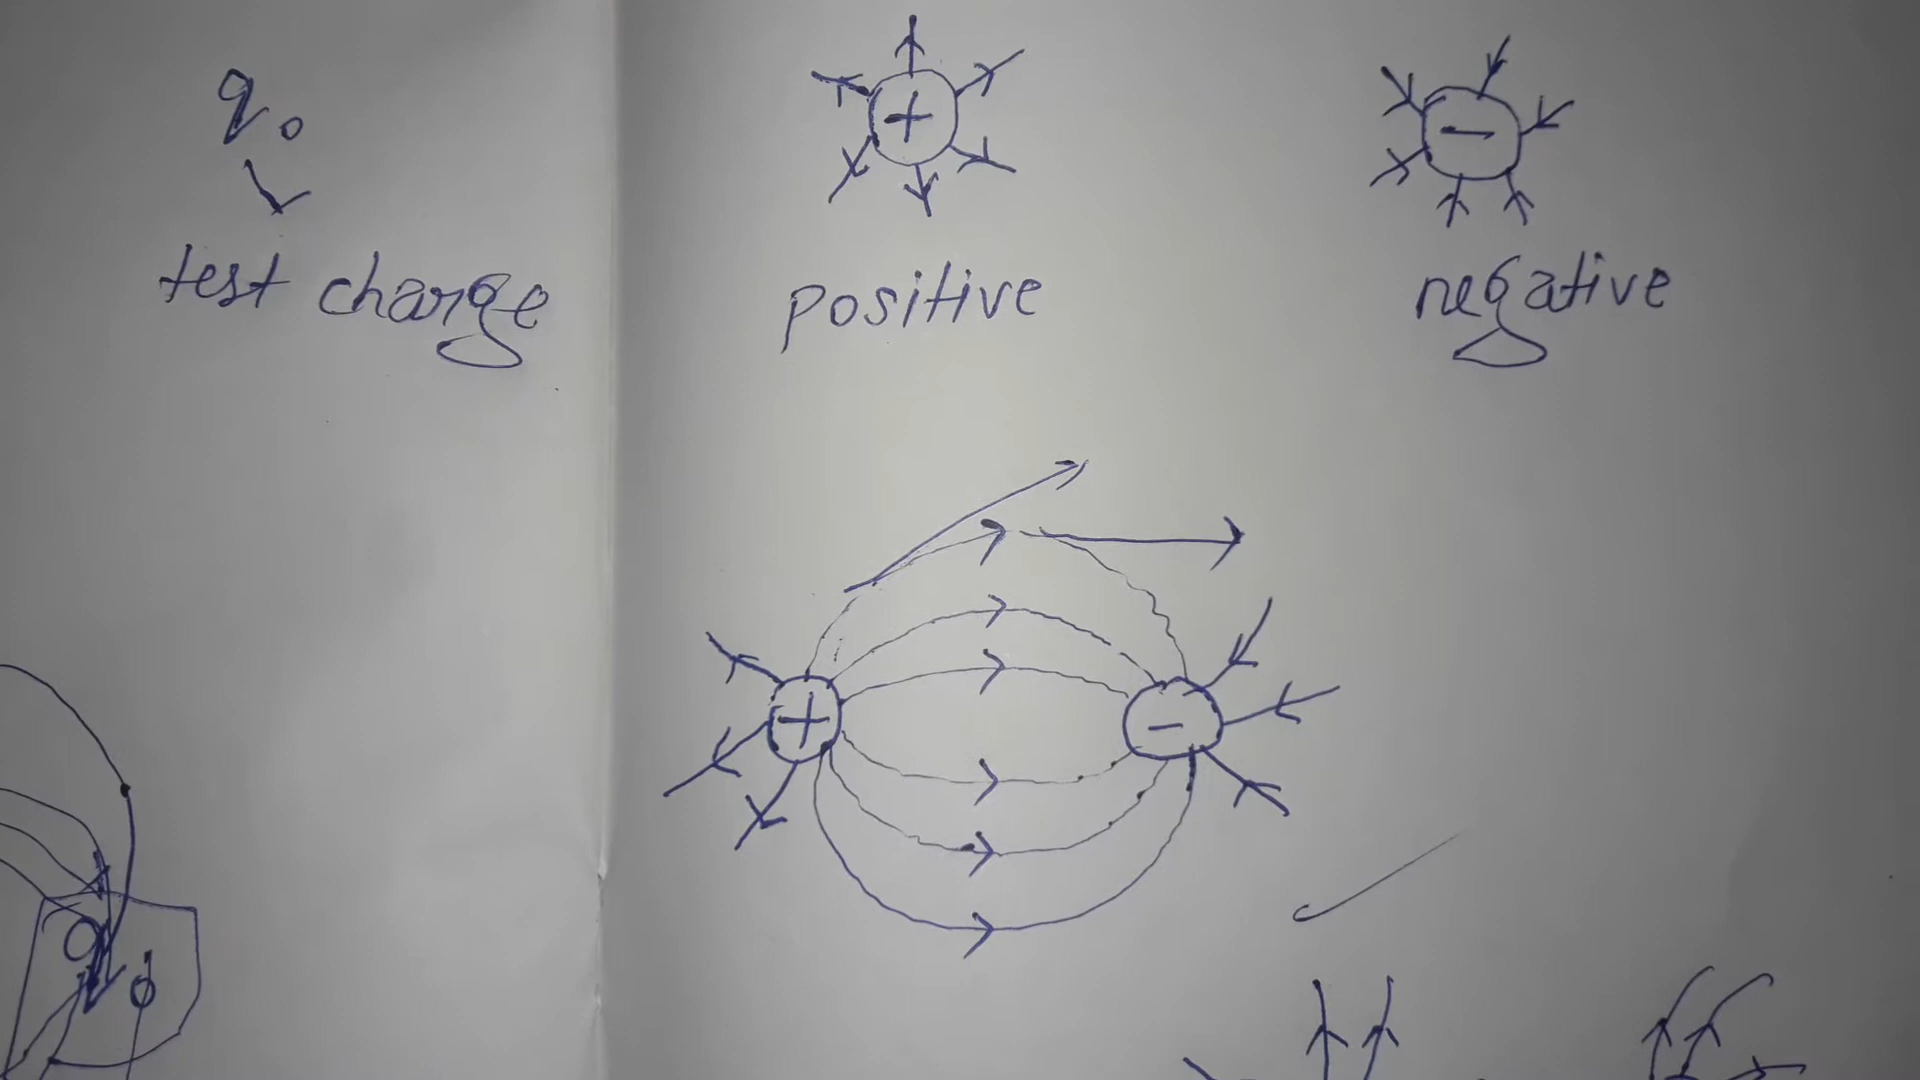 q₀
test charge
+
positive
-
negative
+
-